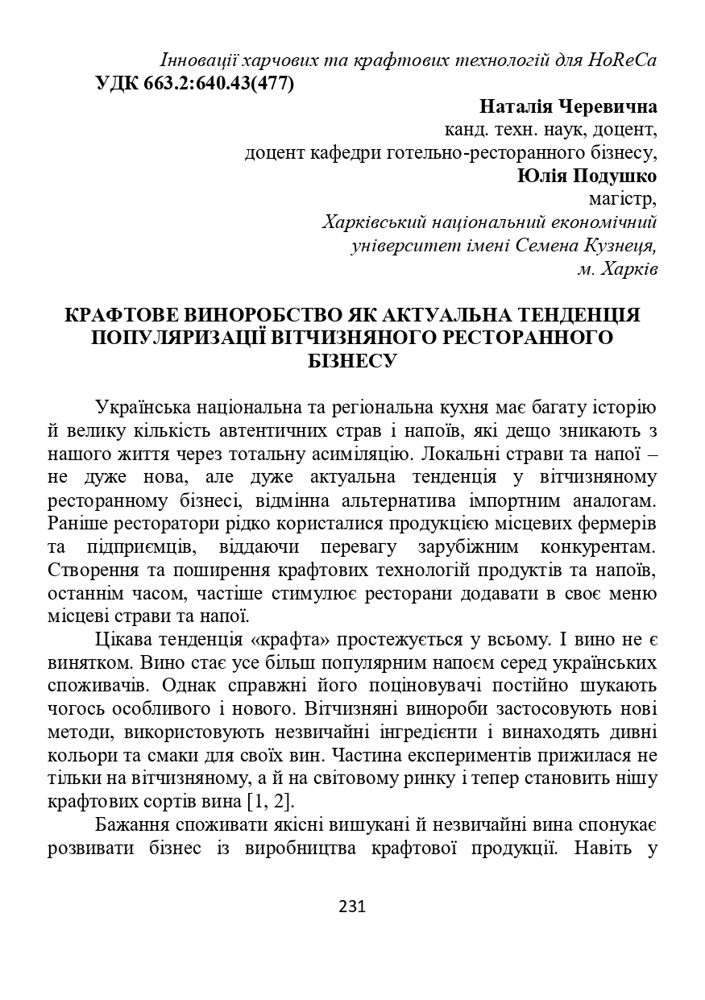 Інновації харчових та крафтових технологій для HoReCa
УДК 663.2:640.43(477)
Наталія Черевична
канд. техн. наук, доцент,
доцент кафедри готельно-ресторанного бізнесу,
Юлія Подушко
магістр,
Харківський національний економічний
університет імені Семена Кузнеця,
м. Харків
КРАФТОВЕ ВИНОРОБСТВО ЯК АКТУАЛЬНА ТЕНДЕНЦІЯ
ПОПУЛЯРИЗАЦІЇ ВІТЧИЗНЯНОГО РЕСТОРАННОГО
БІЗНЕСУ
Українська національна та регіональна кухня має багату історію
й велику кількість автентичних страв і напоїв, які дещо зникають з
нашого життя через тотальну асиміляцію. Локальні страви та напої –
не дуже нова, але дуже актуальна тенденція у вітчизняному
ресторанному бізнесі, відмінна альтернатива імпортним аналогам.
Раніше ресторатори рідко користалися продукцією місцевих фермерів
та підприємців, віддаючи перевагу зарубіжним конкурентам.
Створення та поширення крафтових технологій продуктів та напоїв,
останнім часом, частіше стимулює ресторани додавати в своє меню
місцеві страви та напої.
Цікава тенденція «крафта» простежується у всьому. І вино не є
винятком. Вино стає усе більш популярним напоєм серед українських
споживачів. Однак справжні його поціновувачі постійно шукають
чогось особливого і нового. Вітчизняні винороби застосовують нові
методи, використовують незвичайні інгредієнти і винаходять дивні
кольори та смаки для своїх вин. Частина експериментів прижилася не
тільки на вітчизняному, а й на світовому ринку і тепер становить нішу
крафтових сортів вина [1, 2].
Бажання споживати якісні вишукані й незвичайні вина спонукає
розвивати бізнес із виробництва крафтової продукції. Навіть у
231